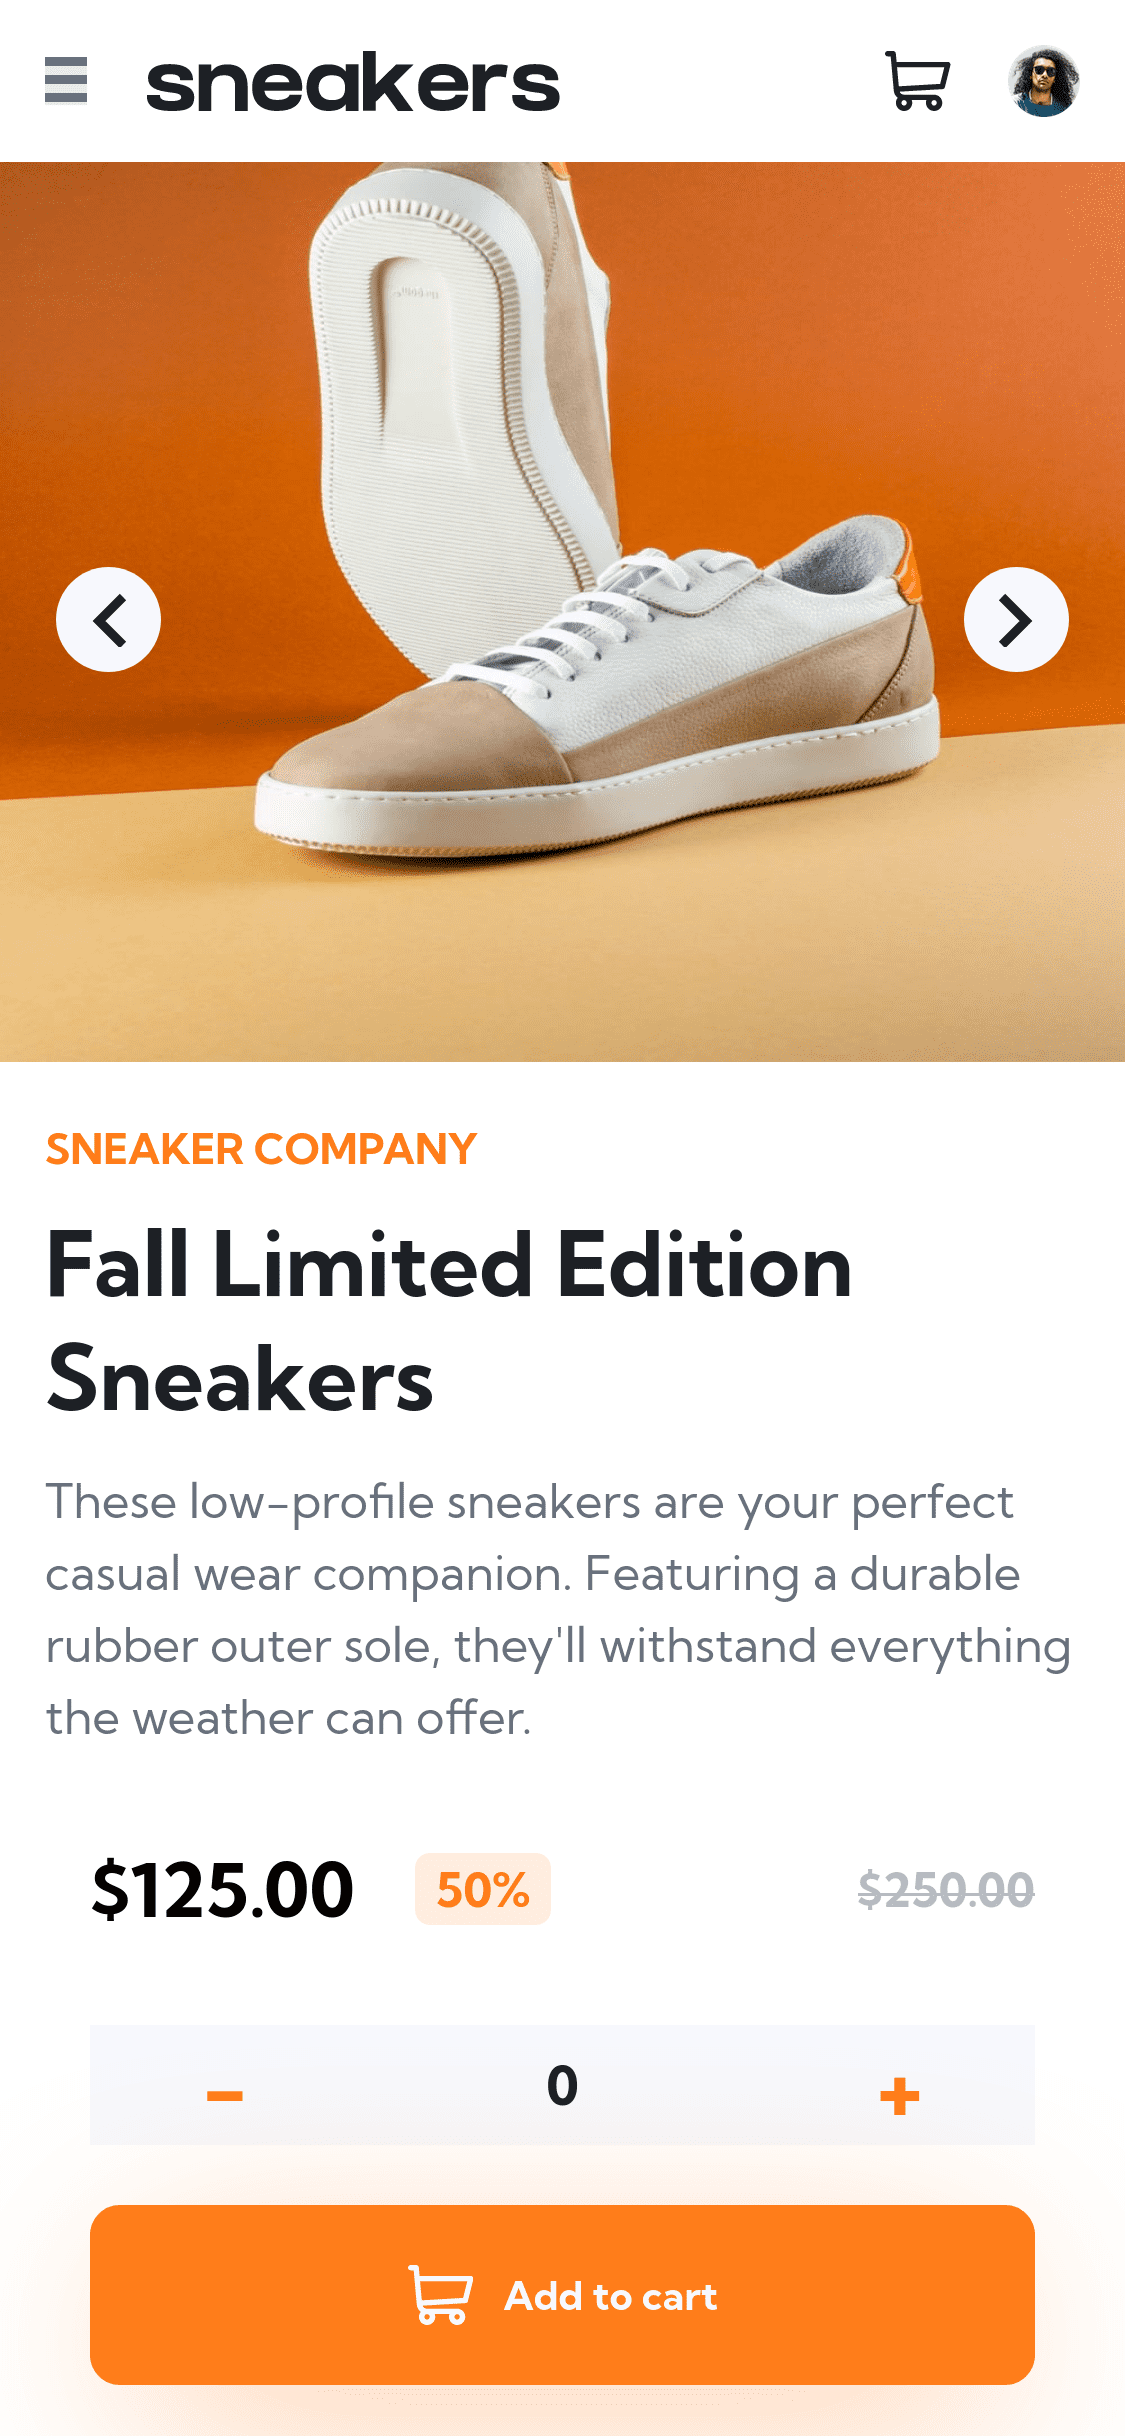 sneakers
SNEAKER COMPANY
Fall Limited Edition
Sneakers
These low-profile sneakers are your perfect
casual wear companion. Featuring a durable
rubber outer sole, they'll withstand everything
the weather can offer.
$125.00 50% $250.00
− 0 +
Add to cart